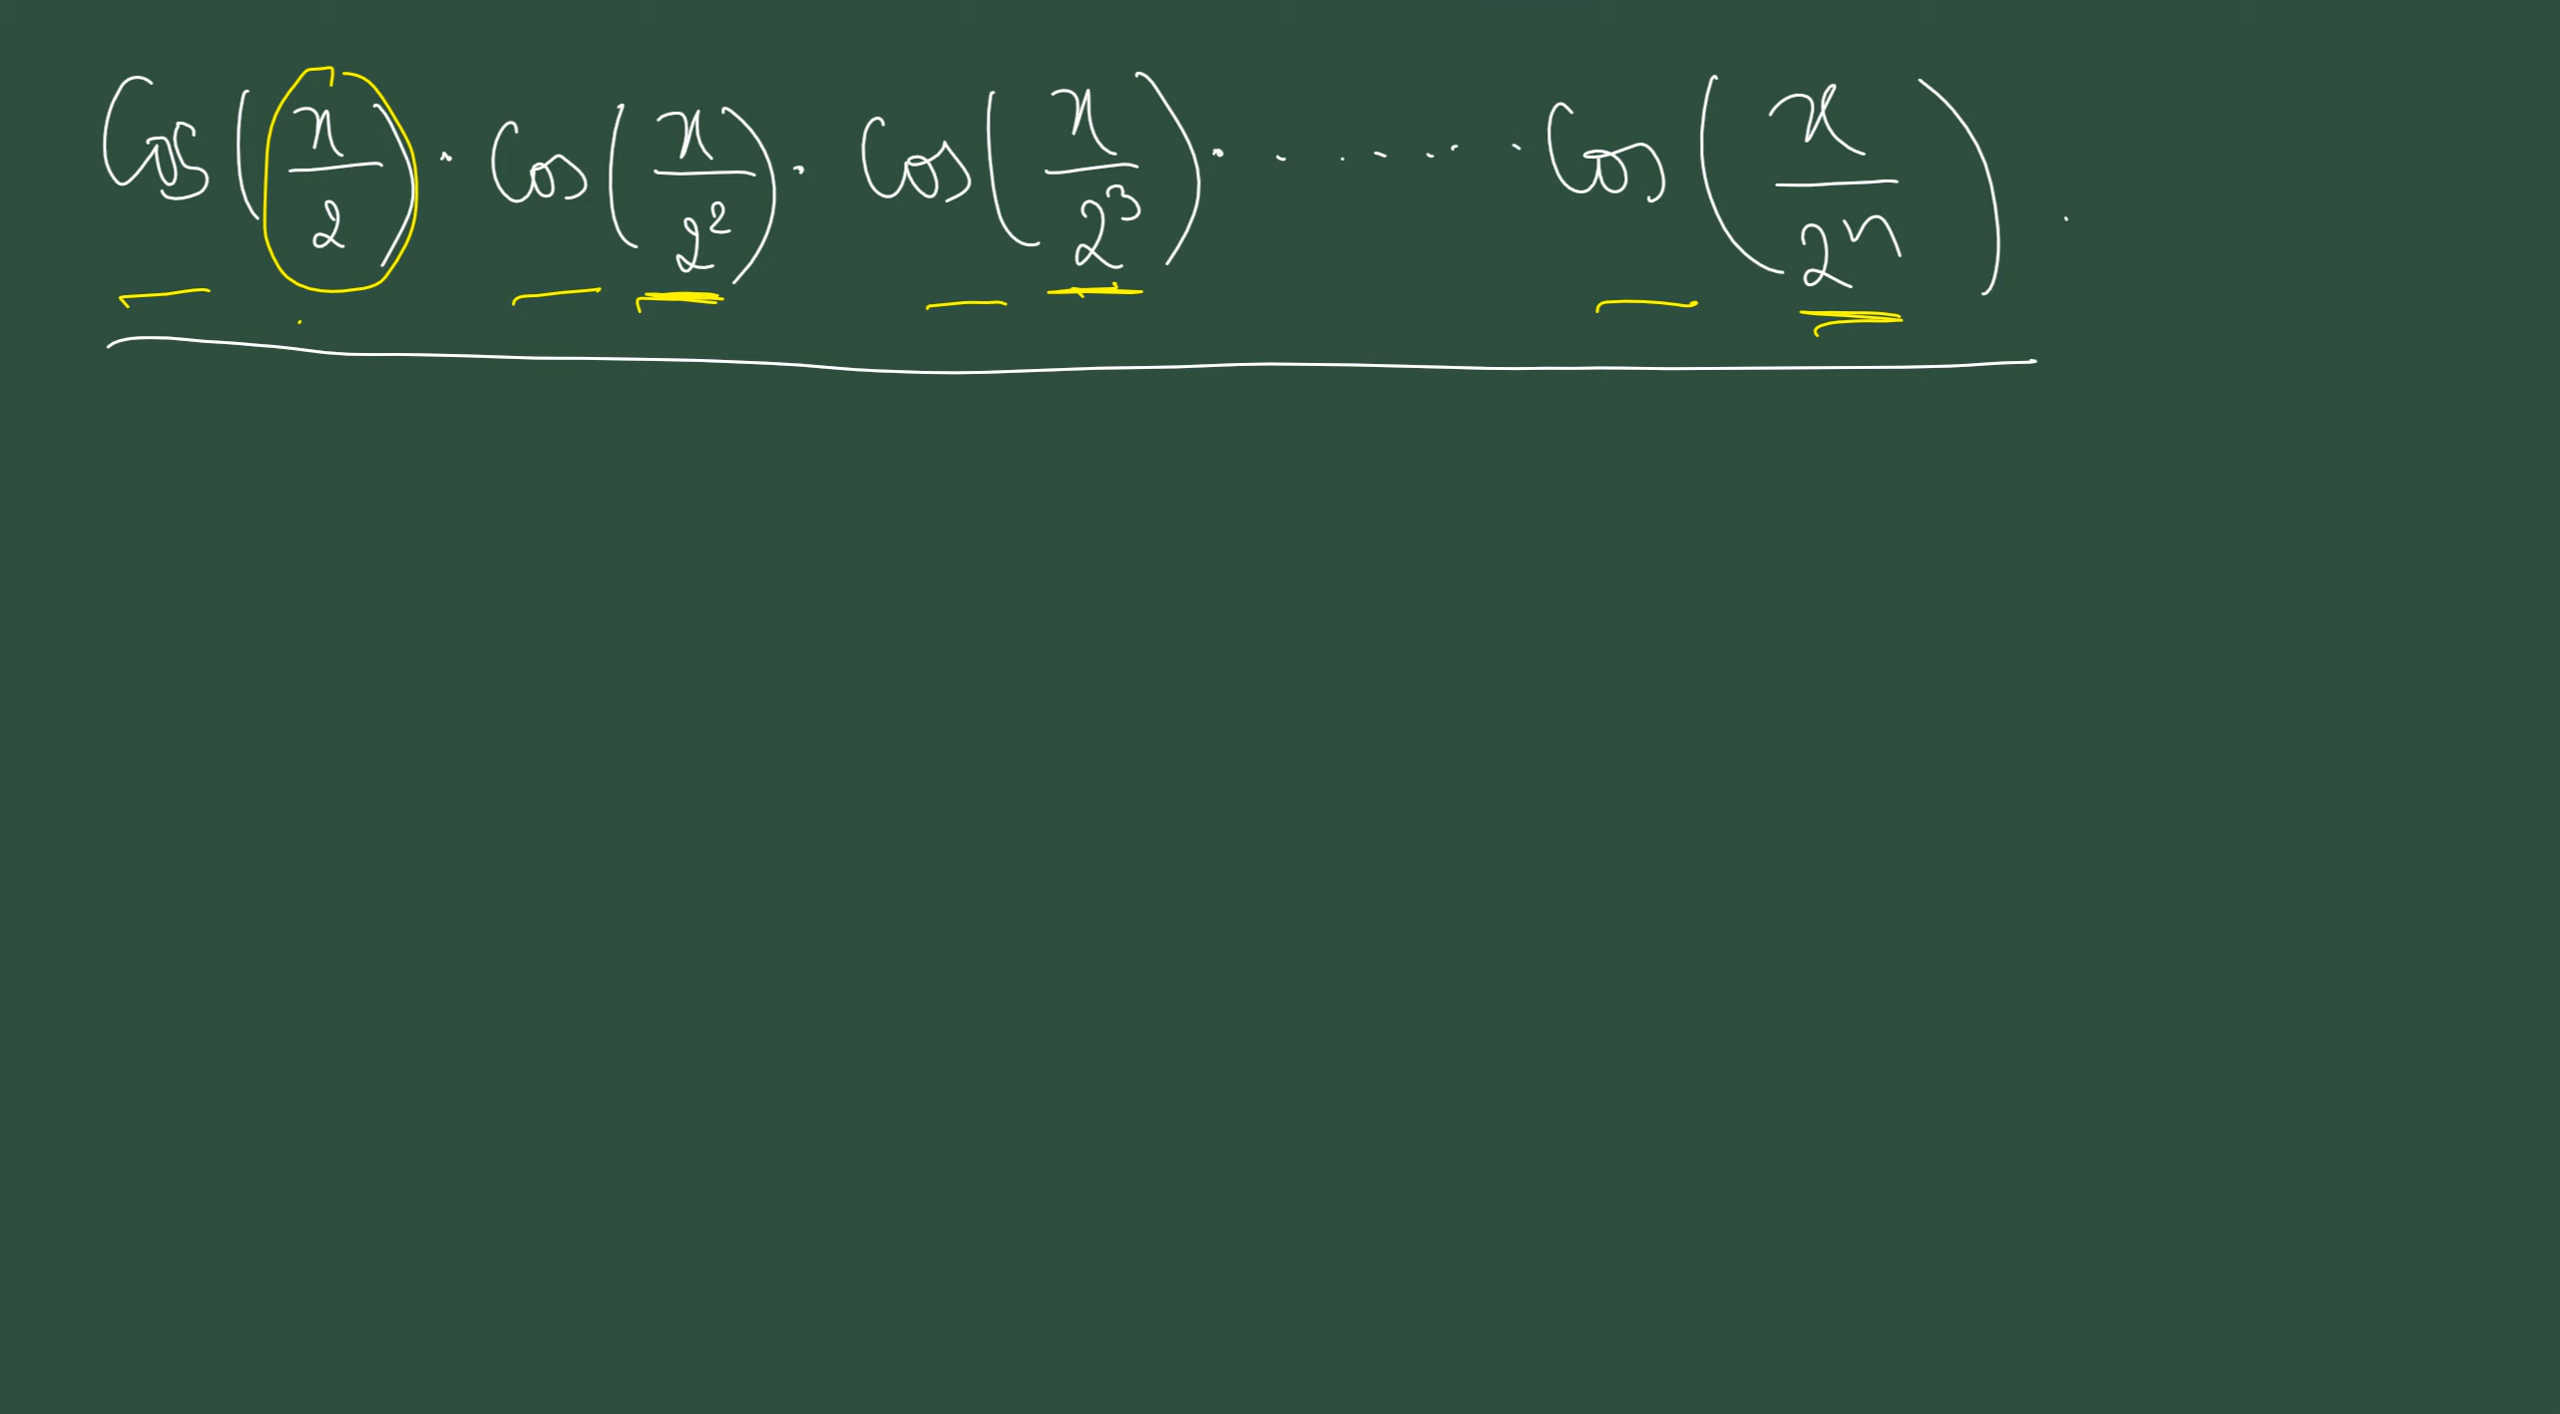 Cos(x/2) · Cos(x/2²) · Cos(x/2³) · . . . . . . . Cos(x/2ⁿ) .